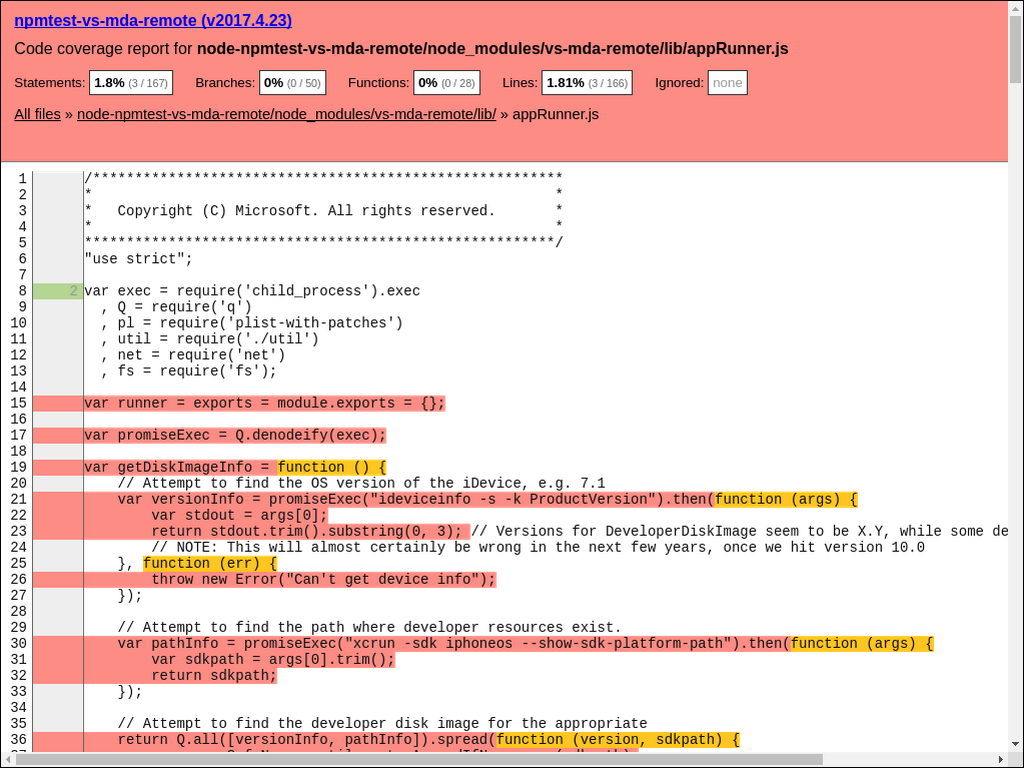 npmtest-vs-mda-remote (v2017.4.23)
Code coverage report for node-npmtest-vs-mda-remote/node_modules/vs-mda-remote/lib/appRunner.js
Statements: 1.8% (3 / 167) Branches: 0% (0 / 50) Functions: 0% (0 / 28) Lines: 1.81% (3 / 166) Ignored: none
All files » node-npmtest-vs-mda-remote/node_modules/vs-mda-remote/lib/ » appRunner.js
1 /********************************************************
2 *                                                       *
3 *   Copyright (C) Microsoft. All rights reserved.       *
4 *                                                       *
5 ********************************************************/
6 "use strict";
7
8 2 var exec = require('child_process').exec
9   , Q = require('q')
10   , pl = require('plist-with-patches')
11   , util = require('./util')
12   , net = require('net')
13   , fs = require('fs');
14
15 var runner = exports = module.exports = {};
16
17 var promiseExec = Q.denodeify(exec);
18
19 var getDiskImageInfo = function () {
20     // Attempt to find the OS version of the iDevice, e.g. 7.1
21     var versionInfo = promiseExec("ideviceinfo -s -k ProductVersion").then(function (args) {
22         var stdout = args[0];
23         return stdout.trim().substring(0, 3); // Versions for DeveloperDiskImage seem to be X.Y, while some de
24         // NOTE: This will almost certainly be wrong in the next few years, once we hit version 10.0
25     }, function (err) {
26         throw new Error("Can't get device info");
27     });
28
29     // Attempt to find the path where developer resources exist.
30     var pathInfo = promiseExec("xcrun -sdk iphoneos --show-sdk-platform-path").then(function (args) {
31         var sdkpath = args[0].trim();
32         return sdkpath;
33     });
34
35     // Attempt to find the developer disk image for the appropriate
36     return Q.all([versionInfo, pathInfo]).spread(function (version, sdkpath) {